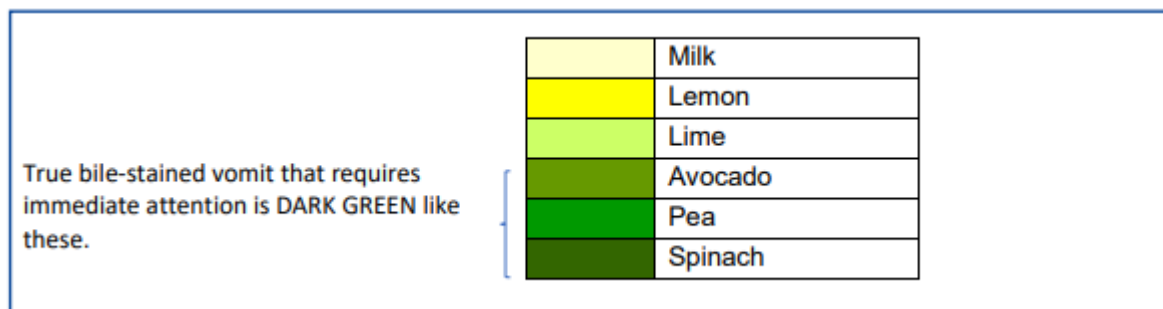 Milk
Lemon
Lime
True bile-stained vomit that requires
immediate attention is DARK GREEN like
these.
Avocado
Pea
Spinach